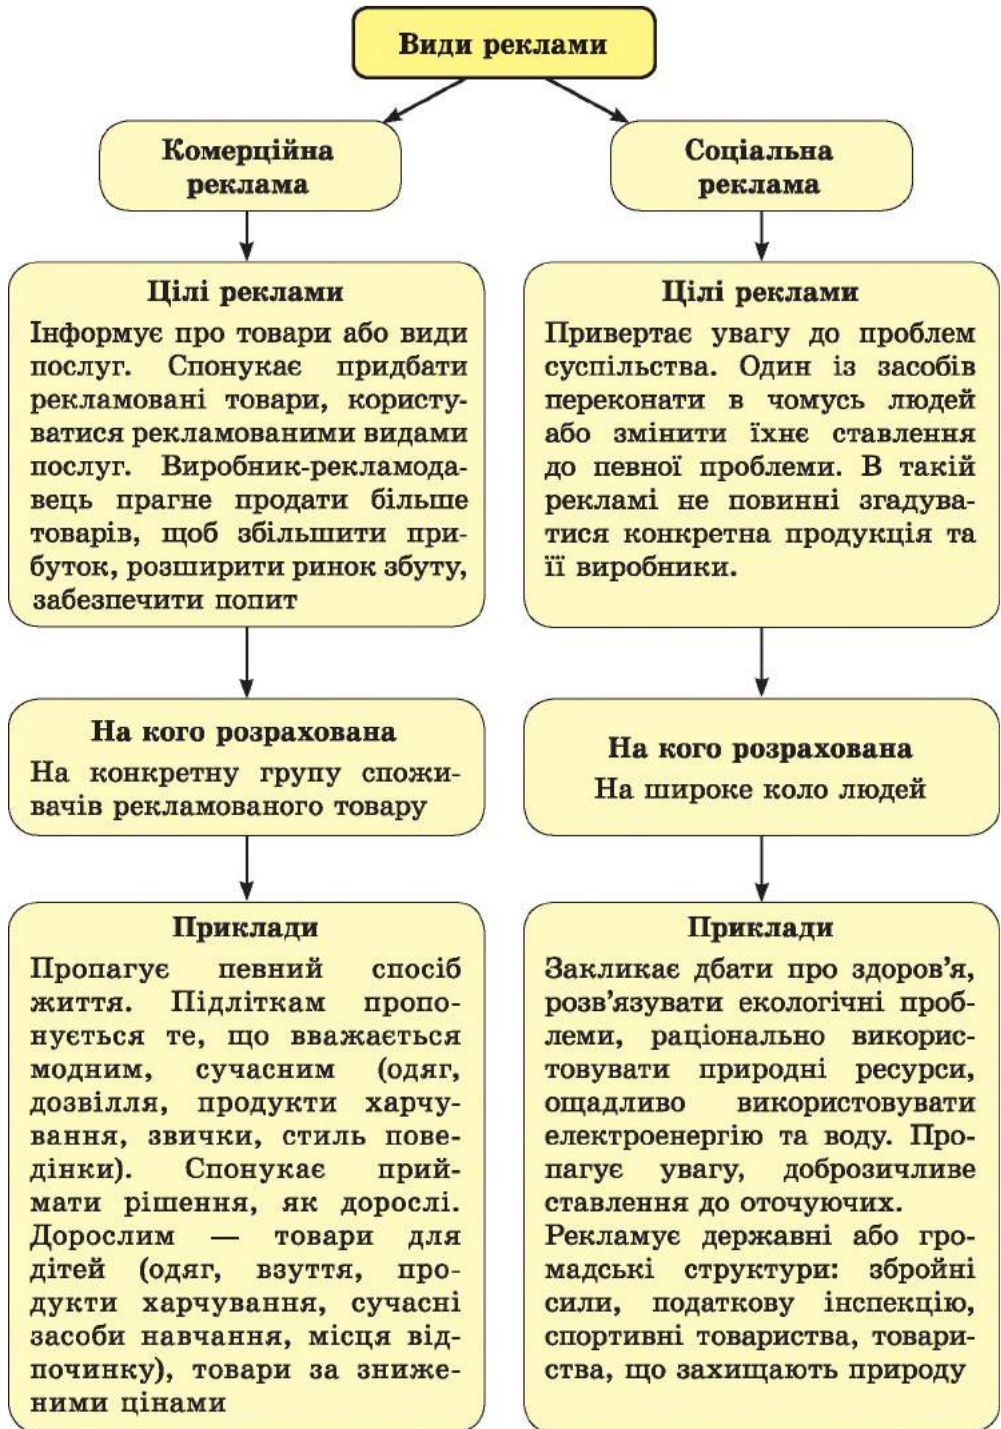 Види реклами
Комерційна
реклама
Цілі реклами
Інформує про товари або види
послуг. Спонукає придбати
рекламовані товари, користу-
ватися рекламованими видами
послуг. Виробник-рекламода-
вець прагне продати більше
товарів, щоб збільшити при-
буток, розширити ринок збуту,
забезпечити попит
На кого розрахована
На конкретну групу спожи-
вачів рекламованого товару
Приклади
Пропагує певний спосіб
життя. Підліткам пропо-
нується те, що вважається
модним, сучасним (одяг,
дозвілля, продукти харчу-
вання, звички, стиль пове-
дінки). Спонукає прий-
мати рішення, як дорослі.
Дорослим — товари для
дітей (одяг, взуття, про-
дукти харчування, сучасні
засоби навчання, місця від-
починку), товари за зниже-
ними цінами
Соціальна
реклама
Цілі реклами
Привертає увагу до проблем
суспільства. Один із засобів
переконати в чомусь людей
або змінити їхнє ставлення
до певної проблеми. В такій
рекламі не повинні згадува-
тися конкретна продукція та
її виробники.
На кого розрахована
На широке коло людей
Приклади
Закликає дбати про здоров’я,
розв’язувати екологічні проб-
леми, раціонально викорис-
товувати природні ресурси,
ощадливо використовувати
електроенергію та воду. Про-
пагує увагу, доброзичливе
ставлення до оточуючих.
Рекламує державні або гро-
мадські структури: збройні
сили, податкову інспекцію,
спортивні товариства, товари-
ства, що захищають природу